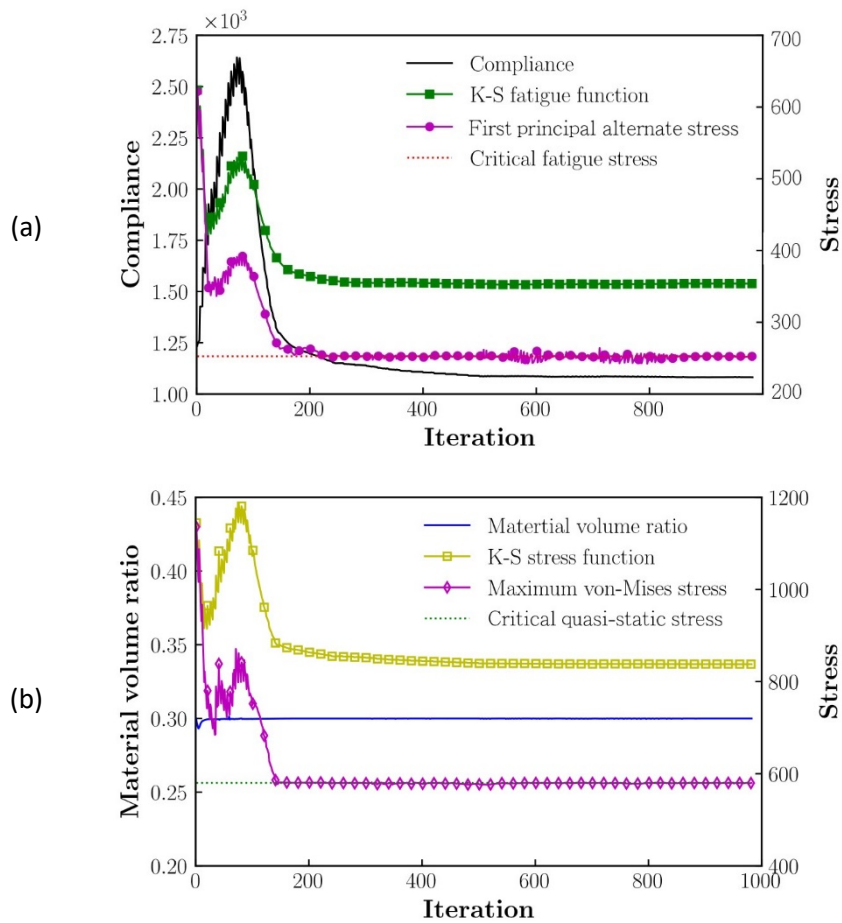 ×10³
2.75
2.50
2.25
2.00
1.75
1.50
1.25
1.00
Compliance
700
600
500
400
300
200
Stress
Compliance
K-S fatigue function
First principal alternate stress
Critical fatigue stress
(a)
0
200
400
600
800
Iteration
0.45
0.40
0.35
0.30
0.25
0.20
Material volume ratio
1200
1000
800
600
400
Stress
Matertial volume ratio
K-S stress function
Maximum von-Mises stress
Critical quasi-static stress
(b)
0
200
400
600
800
1000
Iteration